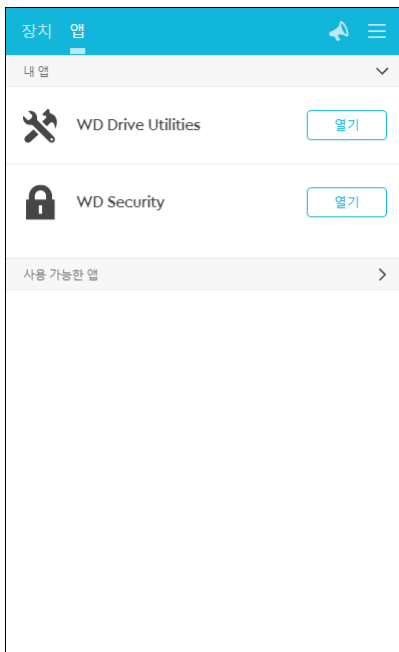 장치 앱
내 앱
WD Drive Utilities 열기
WD Security 열기
사용 가능한 앱